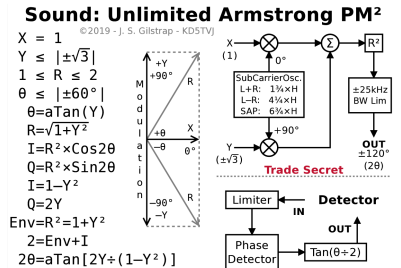 Sound: Unlimited Armstrong PM²
©2019 - J. S. Gilstrap - KD5TVJ
X = 1
Y ≤ |±√3|
1 ≤ R ≤ 2
θ ≤ |±60°|
θ=aTan(Y)
R=√1+Y²
I=R²×Cos2θ
Q=R²×Sin2θ
I=1−Y²
Q=2Y
Env=R²=1+Y²
2=Env+I
2θ=aTan[2Y÷(1−Y²)]
Modulation
+Y
+90°
R
X
+θ
−θ
0°
−90°
−Y
R
X
(1)
0°
Σ
R²
SubCarrierOsc.
L+R: 1¾×H
L−R: 4¼×H
SAP: 6¾×H
±25kHz
BW Lim
+90°
Y
(±√3)
OUT
±120°
(2θ)
Trade Secret
Limiter
IN
Detector
OUT
Phase
Detector
Tan(θ÷2)